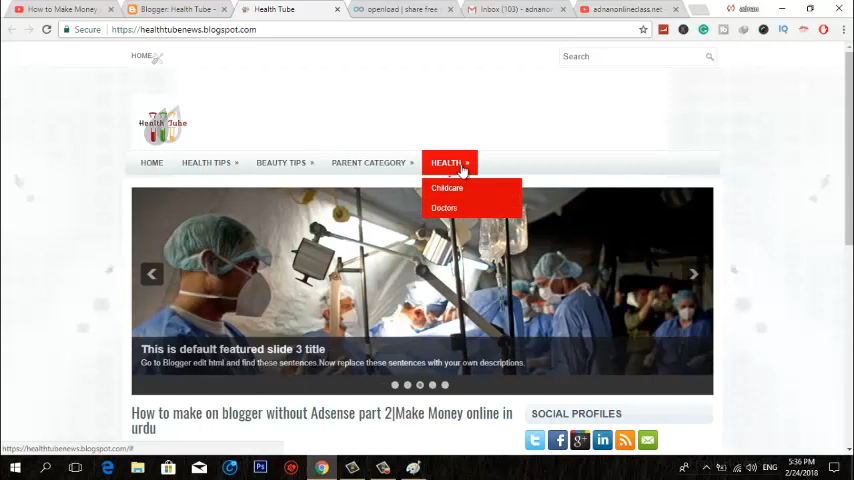 How to Make Money
Blogger: Health Tube -
Health Tube
openload | share free
Inbox (103) - adnanon
adnanonlineclass.net
adnan
Secure
https://healthtubenews.blogspot.com
HOME
Search
Health Tube
HOME
HEALTH TIPS »
BEAUTY TIPS »
PARENT CATEGORY »
HEALTH »
Childcare
Doctors
This is default featured slide 3 title
Go to Blogger edit html and find these sentences.Now replace these sentences with your own descriptions.
How to make on blogger without Adsense part 2|Make Money online in
urdu
SOCIAL PROFILES
https://healthtubenews.blogspot.com/#
ENG
5:36 PM
2/24/2018